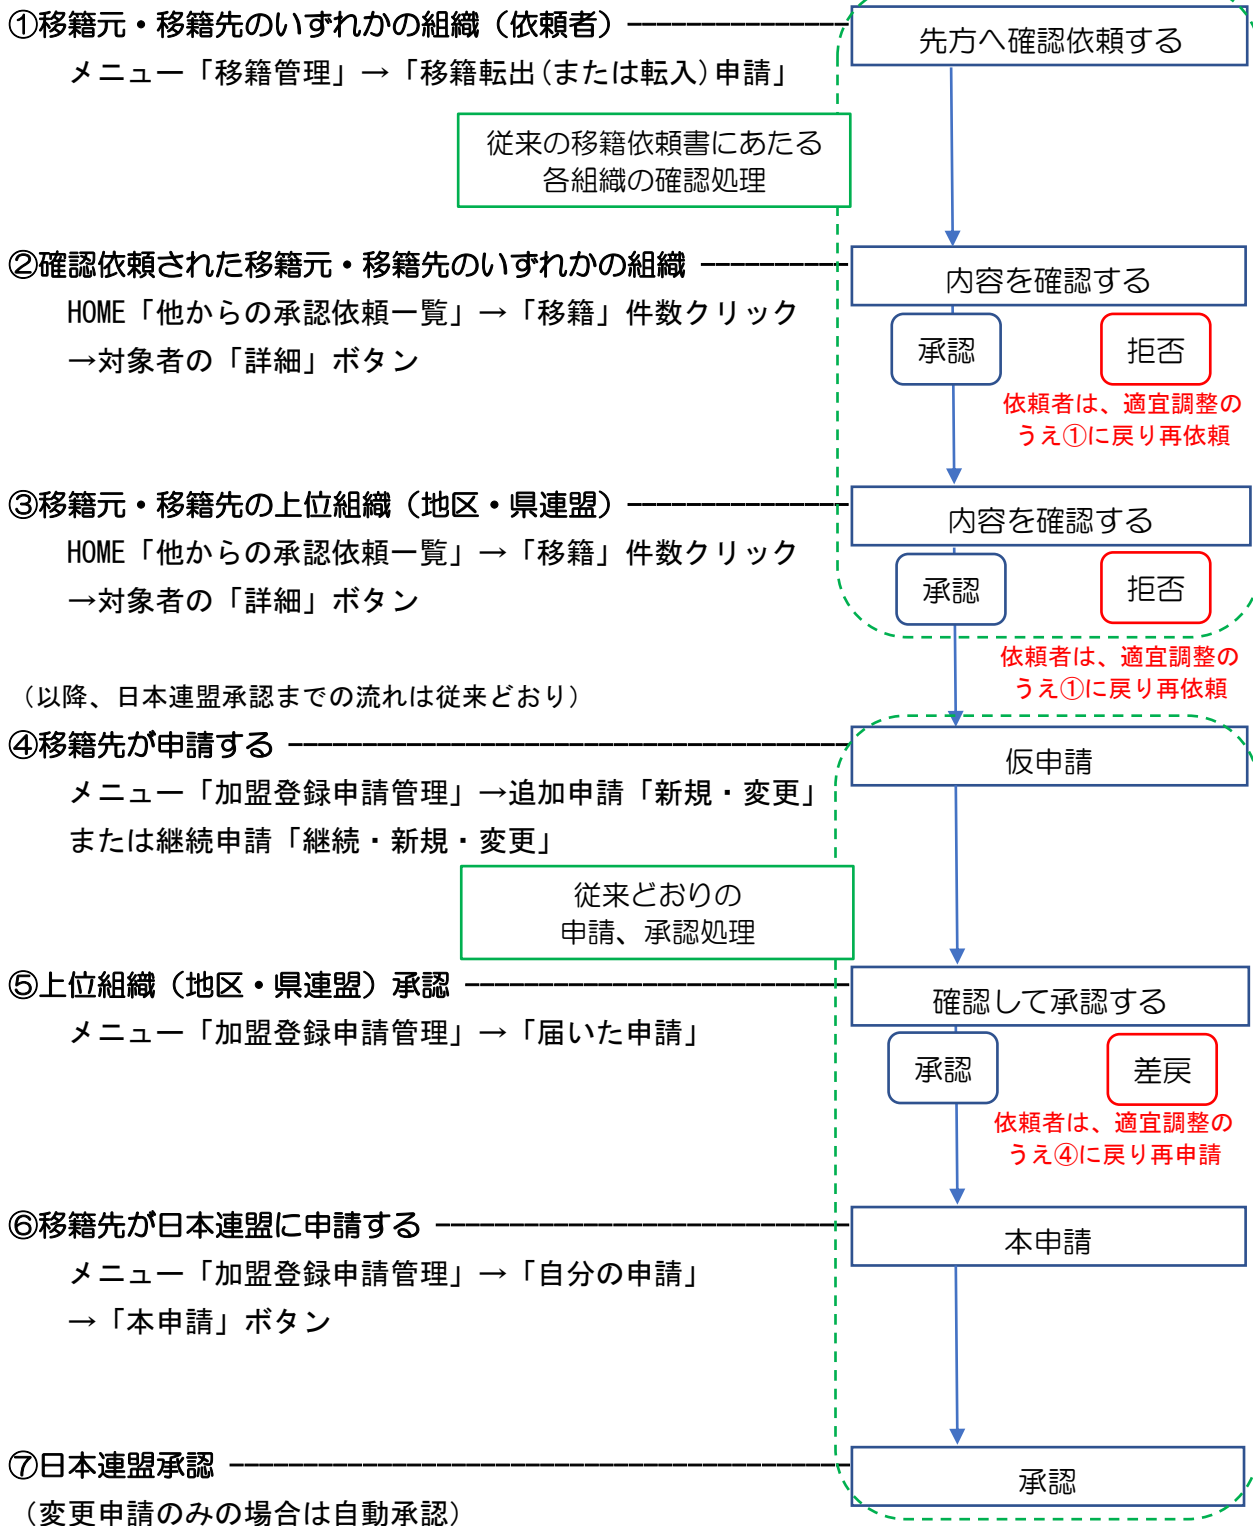 ①移籍元・移籍先のいずれかの組織（依頼者）
先方へ確認依頼する
メニュー「移籍管理」→「移籍転出(または転入)申請」
従来の移籍依頼書にあたる
各組織の確認処理
②確認依頼された移籍元・移籍先のいずれかの組織
内容を確認する
HOME「他からの承認依頼一覧」→「移籍」件数クリック
→対象者の「詳細」ボタン
承認
拒否
依頼者は、適宜調整の
うえ①に戻り再依頼
③移籍元・移籍先の上位組織（地区・県連盟）
内容を確認する
HOME「他からの承認依頼一覧」→「移籍」件数クリック
→対象者の「詳細」ボタン
承認
拒否
依頼者は、適宜調整の
うえ①に戻り再依頼
（以降、日本連盟承認までの流れは従来どおり）
④移籍先が申請する
仮申請
メニュー「加盟登録申請管理」→追加申請「新規・変更」
または継続申請「継続・新規・変更」
従来どおりの
申請、承認処理
⑤上位組織（地区・県連盟）承認
確認して承認する
メニュー「加盟登録申請管理」→「届いた申請」
承認
差戻
依頼者は、適宜調整の
うえ④に戻り再申請
⑥移籍先が日本連盟に申請する
本申請
メニュー「加盟登録申請管理」→「自分の申請」
→「本申請」ボタン
⑦日本連盟承認
承認
（変更申請のみの場合は自動承認）